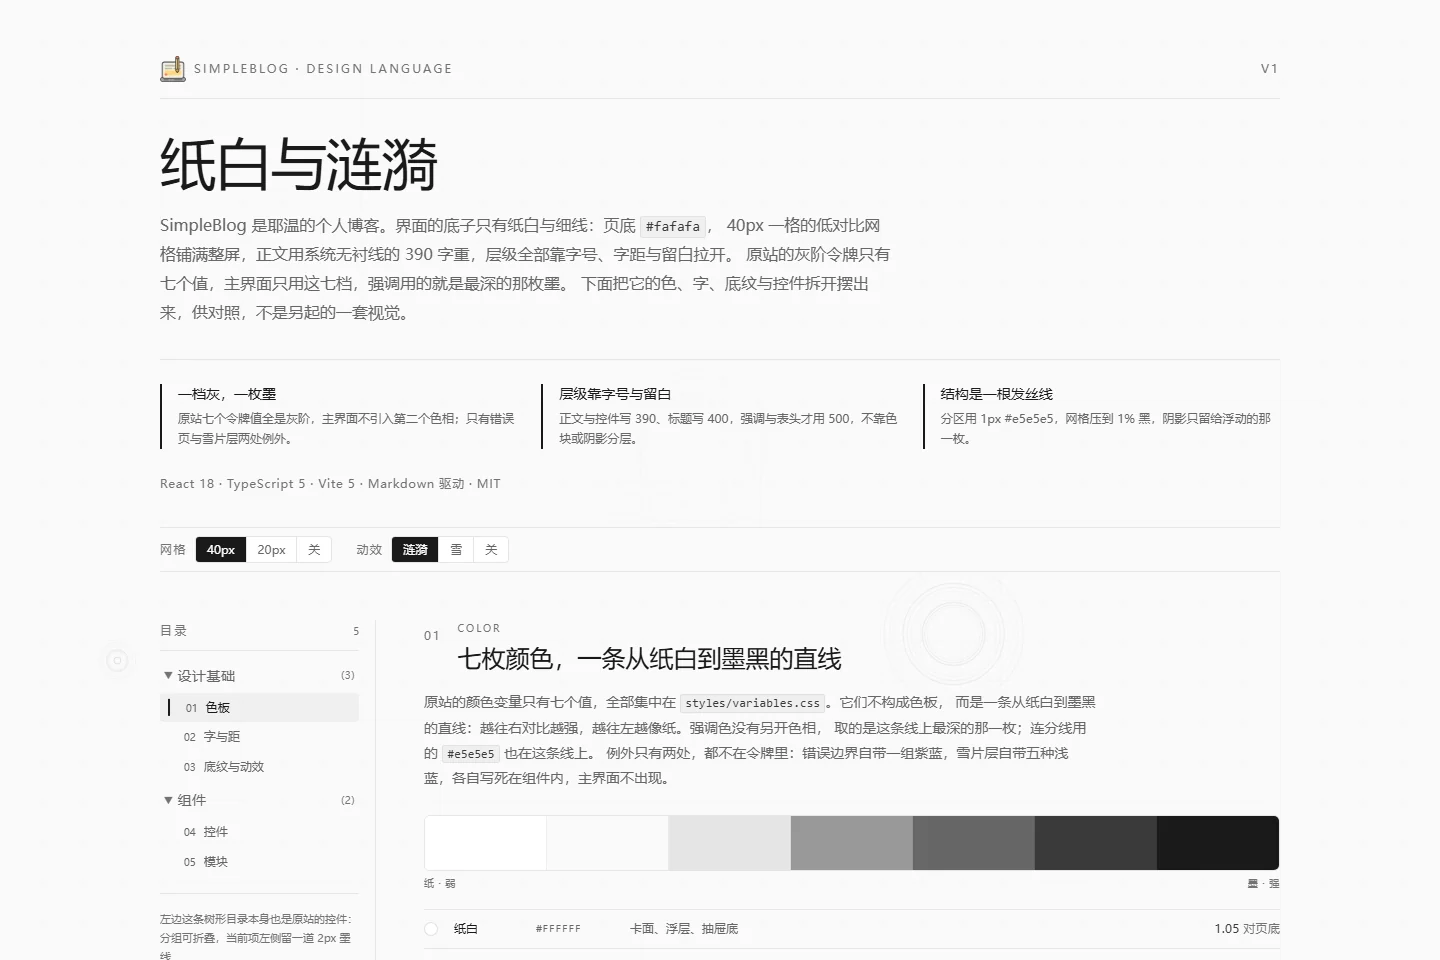 SIMPLEBLOG · DESIGN LANGUAGE
V1
纸白与涟漪
SimpleBlog 是耶温的个人博客。界面的底子只有纸白与细线：页底 #fafafa， 40px 一格的低对比网
格铺满整屏，正文用系统无衬线的 390 字重，层级全部靠字号、字距与留白拉开。 原站的灰阶令牌只有
七个值，主界面只用这七档，强调用的就是最深的那枚墨。 下面把它的色、字、底纹与控件拆开摆出
来，供对照，不是另起的一套视觉。
一档灰，一枚墨
原站七个令牌值全是灰阶，主界面不引入第二个色相；只有错误
页与雪片层两处例外。
层级靠字号与留白
正文与控件写 390、标题写 400，强调与表头才用 500，不靠色
块或阴影分层。
结构是一根发丝线
分区用 1px #e5e5e5，网格压到 1% 黑，阴影只留给浮动的那
一枚。
React 18 · TypeScript 5 · Vite 5 · Markdown 驱动 · MIT
网格 40px 20px 关 动效 涟漪 雪 关
目录 5
▼ 设计基础 (3)
01 色板
02 字与距
03 底纹与动效
▼ 组件 (2)
04 控件
05 模块
左边这条树形目录本身也是原站的控件：
分组可折叠，当前项左侧留一道 2px 墨
线
01
COLOR
七枚颜色，一条从纸白到墨黑的直线
原站的颜色变量只有七个值，全部集中在 styles/variables.css。它们不构成色板， 而是一条从纸白到墨黑
的直线：越往右对比越强，越往左越像纸。强调色没有另开色相， 取的是这条线上最深的那一枚；连分线用
的 #e5e5e5 也在这条线上。 例外只有两处，都不在令牌里：错误边界自带一组紫蓝，雪片层自带五种浅
蓝，各自写死在组件内，主界面不出现。
纸 · 弱
墨 · 强
纸白 #FFFFFF 卡面、浮层、抽屉底 1.05 对页底